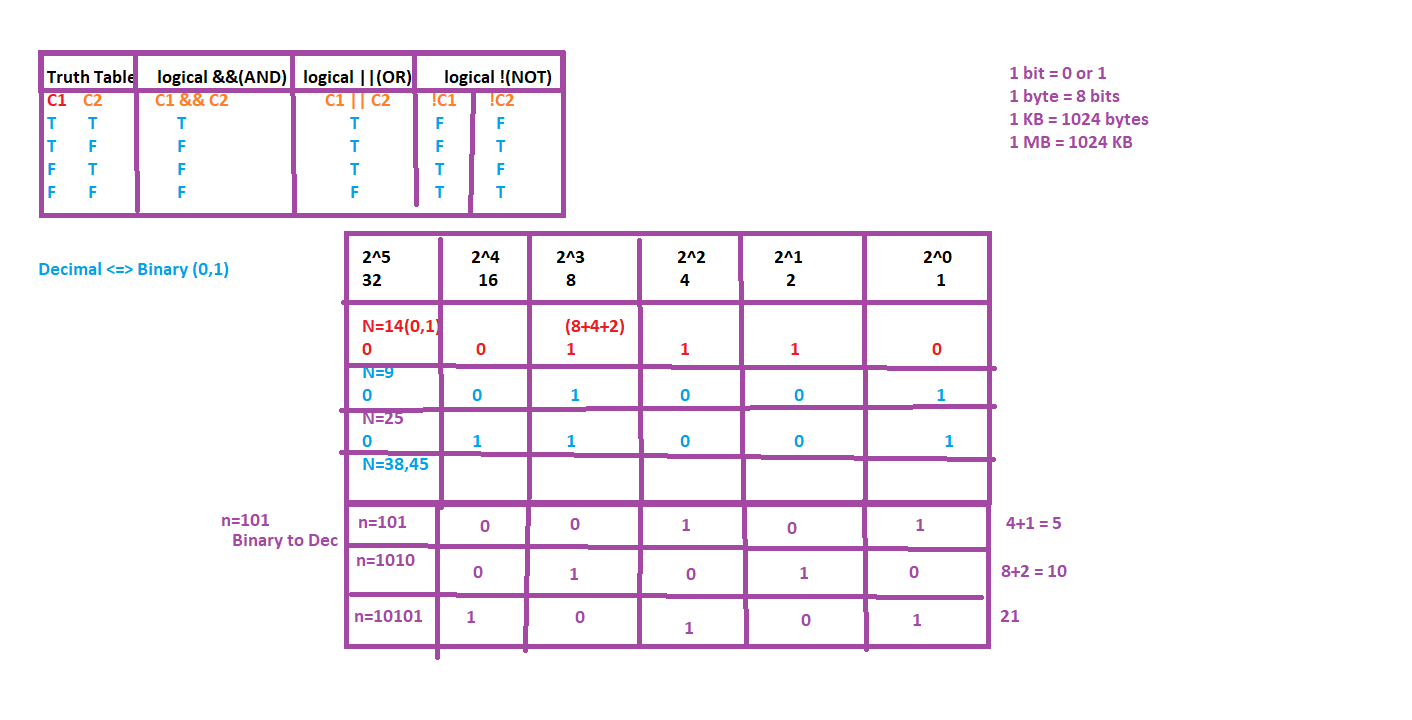 Truth Table logical &&(AND) logical ||(OR) logical !(NOT)
C1 C2 C1 && C2 C1 || C2 !C1 !C2
T T T T F F
T F F T F T
F T F T T F
F F F F T T
1 bit = 0 or 1
1 byte = 8 bits
1 KB = 1024 bytes
1 MB = 1024 KB
Decimal <=> Binary (0,1)
2^5 2^4 2^3 2^2 2^1 2^0
32 16 8 4 2 1
N=14(0,1) (8+4+2)
0 0 1 1 1 0
N=9
0 0 1 0 0 1
N=25
0 1 1 0 0 1
N=38,45
n=101
Binary to Dec
n=101 0 0 1 0 1 4+1 = 5
n=1010 0 1 0 1 0 8+2 = 10
n=10101 1 0 1 0 1 21